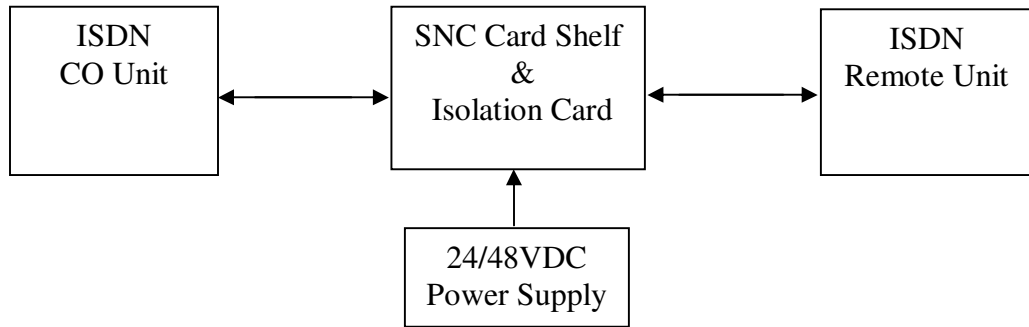 ISDN
CO Unit
SNC Card Shelf
&
Isolation Card
ISDN
Remote Unit
24/48VDC
Power Supply